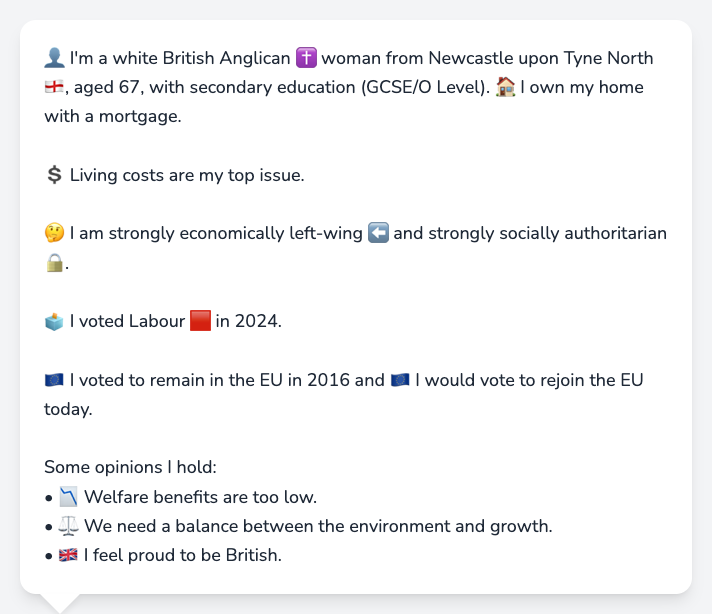 👤 I'm a white British Anglican ✝️ woman from Newcastle upon Tyne North
🏴󠁧󠁢󠁥󠁮󠁧󠁿, aged 67, with secondary education (GCSE/O Level). 🏠 I own my home
with a mortgage.
💲 Living costs are my top issue.
🤔 I am strongly economically left-wing ⬅️ and strongly socially authoritarian
🔒.
🗳️ I voted Labour 🟥 in 2024.
🇪🇺 I voted to remain in the EU in 2016 and 🇪🇺 I would vote to rejoin the EU
today.
Some opinions I hold:
• 📉 Welfare benefits are too low.
• ⚖️ We need a balance between the environment and growth.
• 🇬🇧 I feel proud to be British.